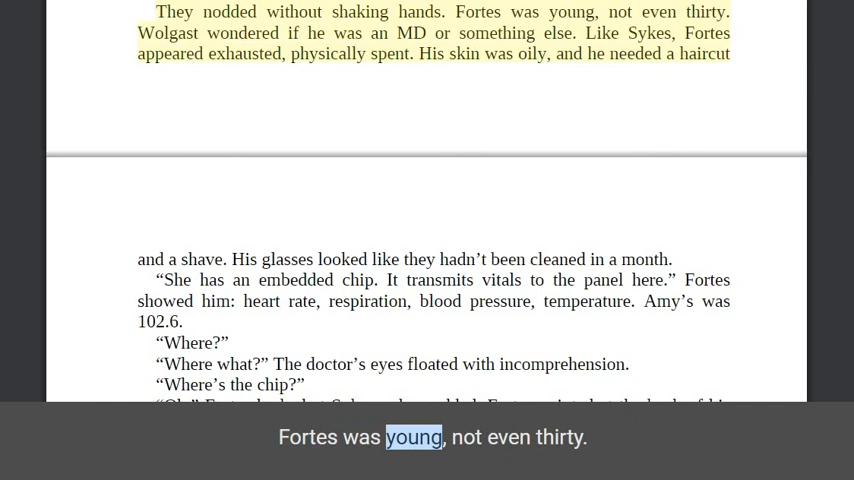 They nodded without shaking hands. Fortes was young, not even thirty.
Wolgast wondered if he was an MD or something else. Like Sykes, Fortes
appeared exhausted, physically spent. His skin was oily, and he needed a haircut
and a shave. His glasses looked like they hadn’t been cleaned in a month.
“She has an embedded chip. It transmits vitals to the panel here.” Fortes
showed him: heart rate, respiration, blood pressure, temperature. Amy’s was
102.6.
“Where?”
“Where what?” The doctor’s eyes floated with incomprehension.
“Where’s the chip?”
Fortes was young, not even thirty.